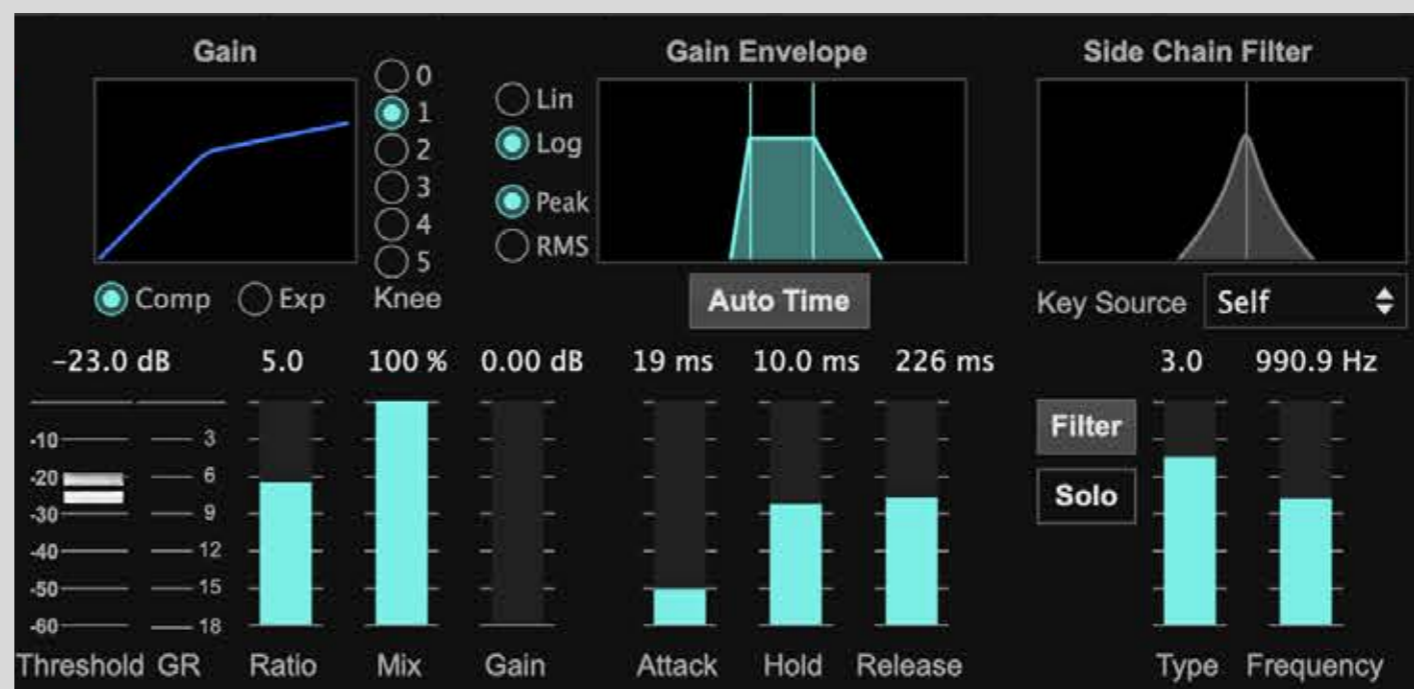 Gain
Gain Envelope
Side Chain Filter
0
1
2
3
4
5
Knee
Lin
Log
Peak
RMS
Comp
Exp
Auto Time
Key Source
Self
-23.0 dB
5.0
100 %
0.00 dB
19 ms
10.0 ms
226 ms
3.0
990.9 Hz
-10
3
-20
6
-30
9
-40
12
-50
15
-60
18
Filter
Solo
Threshold
GR
Ratio
Mix
Gain
Attack
Hold
Release
Type
Frequency